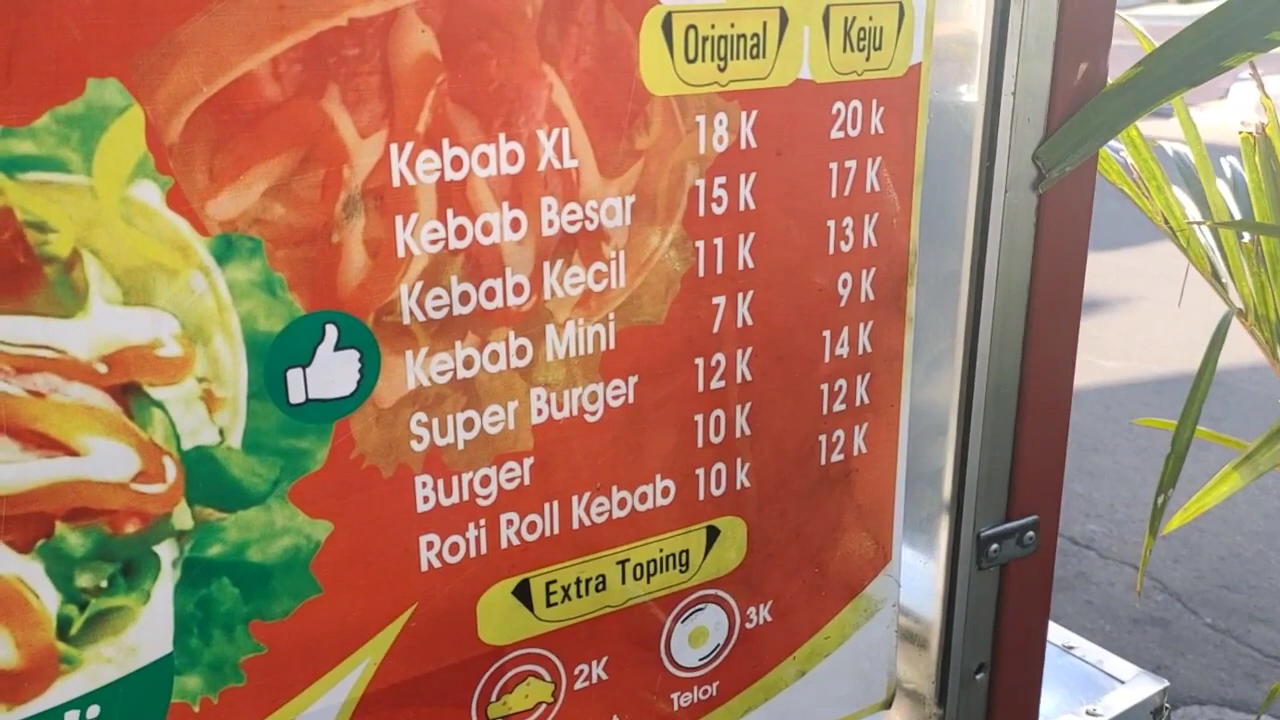 Original Keju
Kebab XL 18 K 20 k
Kebab Besar 15 K 17 K
Kebab Kecil 11 K 13 K
Kebab Mini 7 K 9 K
Super Burger 12 K 14 K
Burger 10 K 12 K
Roti Roll Kebab 10 k 12 K
Extra Toping
2K 3K
Telor